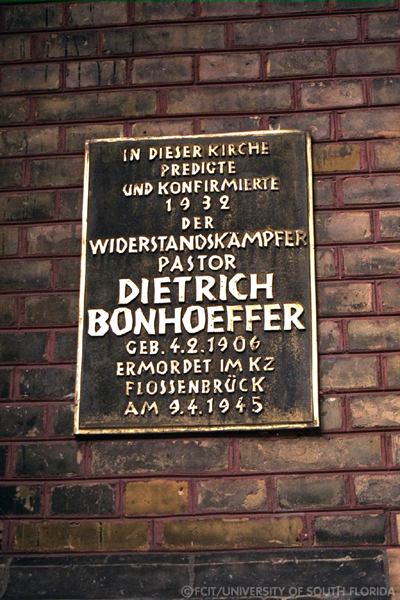 IN DIESER KIRCHE
PREDIGTE
UND KONFIRMIERTE
1932
DER
WIDERSTANDSKÄMPFER
PASTOR
DIETRICH
BONHOEFFER
GEB. 4.2.1906
ERMORDET IM KZ
FLOSSENBRÜCK
AM 9.4.1945
©FCIT/UNIVERSITY OF SOUTH FLORIDA